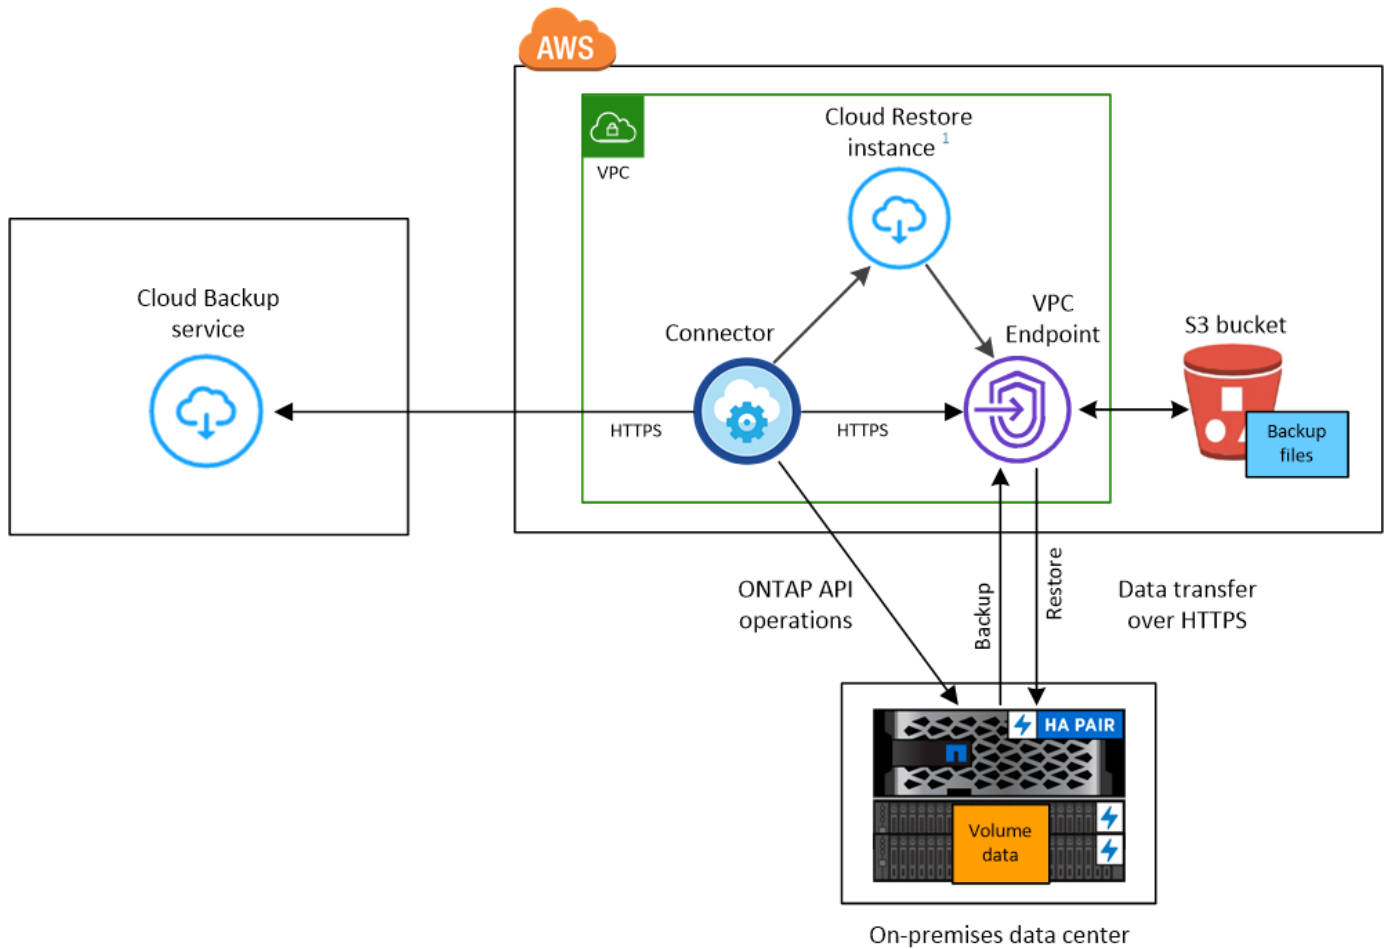 AWS
VPC
Cloud Restore
instance 1
Cloud Backup
service
Connector
VPC
Endpoint
S3 bucket
Backup
files
HTTPS
HTTPS
ONTAP API
operations
Backup
Restore
Data transfer
over HTTPS
HA PAIR
Volume
data
On-premises data center